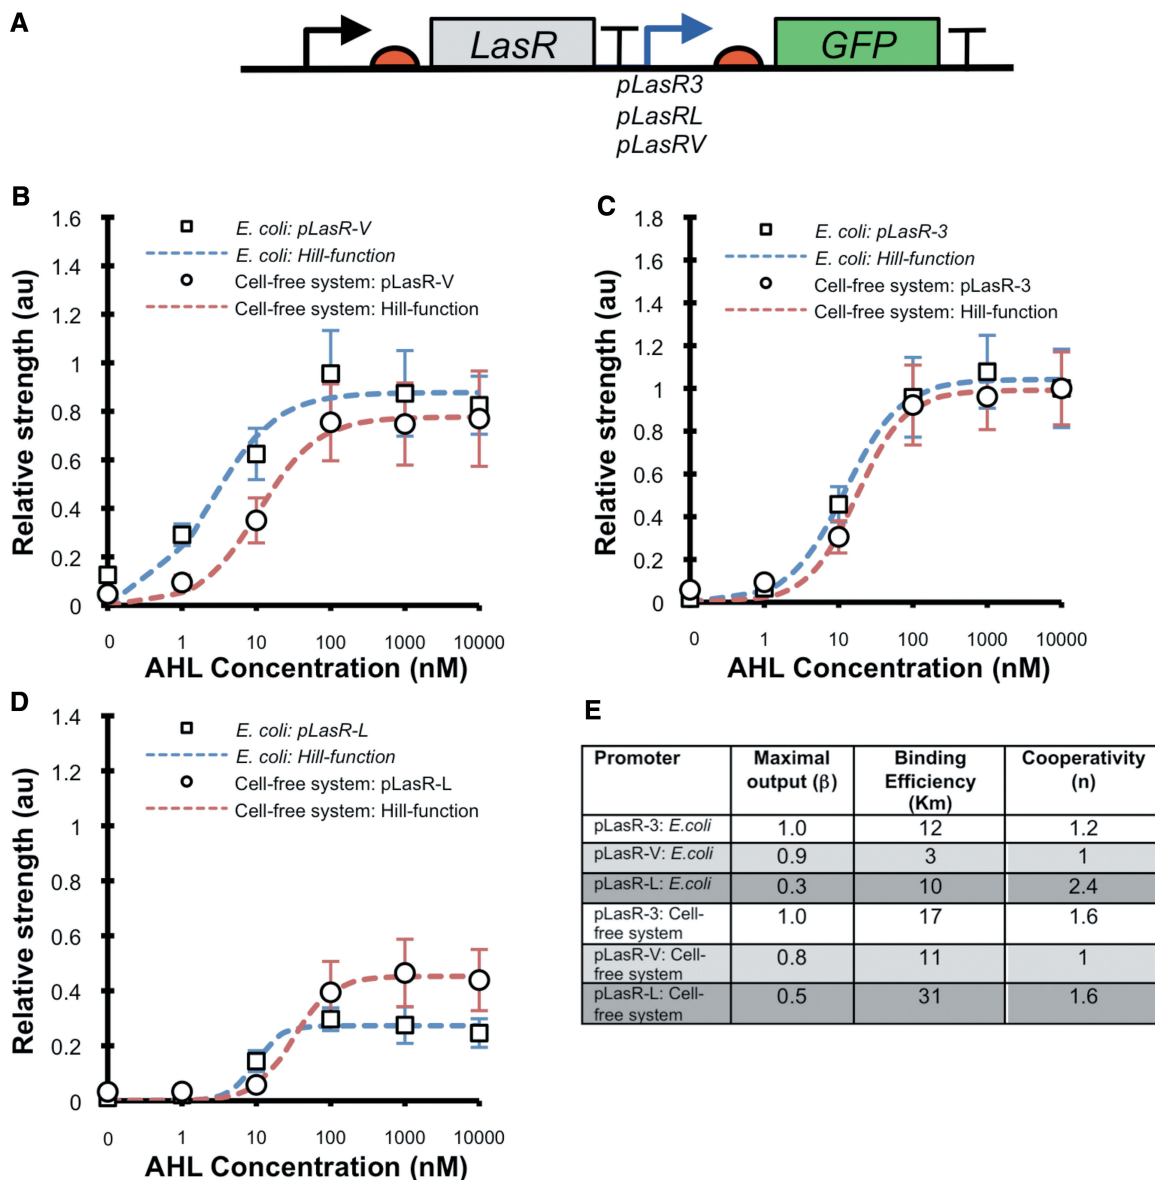 A
LasR
GFP
pLasR3
pLasRL
pLasRV
B
Relative strength (au)
1.6
1.4
1.2
1
0.8
0.6
0.4
0.2
0
E. coli: pLasR-V
E. coli: Hill-function
Cell-free system: pLasR-V
Cell-free system: Hill-function
0 1 10 100 1000 10000
AHL Concentration (nM)
C
Relative strength (au)
1.8
1.6
1.4
1.2
1
0.8
0.6
0.4
0.2
0
E. coli: pLasR-3
E. coli: Hill-function
Cell-free system: pLasR-3
Cell-free system: Hill-function
0 1 10 100 1000 10000
AHL Concentration (nM)
D
Relative strength (au)
1.4
1.2
1
0.8
0.6
0.4
0.2
0
E. coli: pLasR-L
E. coli: Hill-function
Cell-free system: pLasR-L
Cell-free system: Hill-function
0 1 10 100 1000 10000
AHL Concentration (nM)
E
Promoter Maximal output (β) Binding Efficiency (Km) Cooperativity (n)
pLasR-3: E.coli 1.0 12 1.2
pLasR-V: E.coli 0.9 3 1
pLasR-L: E.coli 0.3 10 2.4
pLasR-3: Cell-free system 1.0 17 1.6
pLasR-V: Cell-free system 0.8 11 1
pLasR-L: Cell-free system 0.5 31 1.6